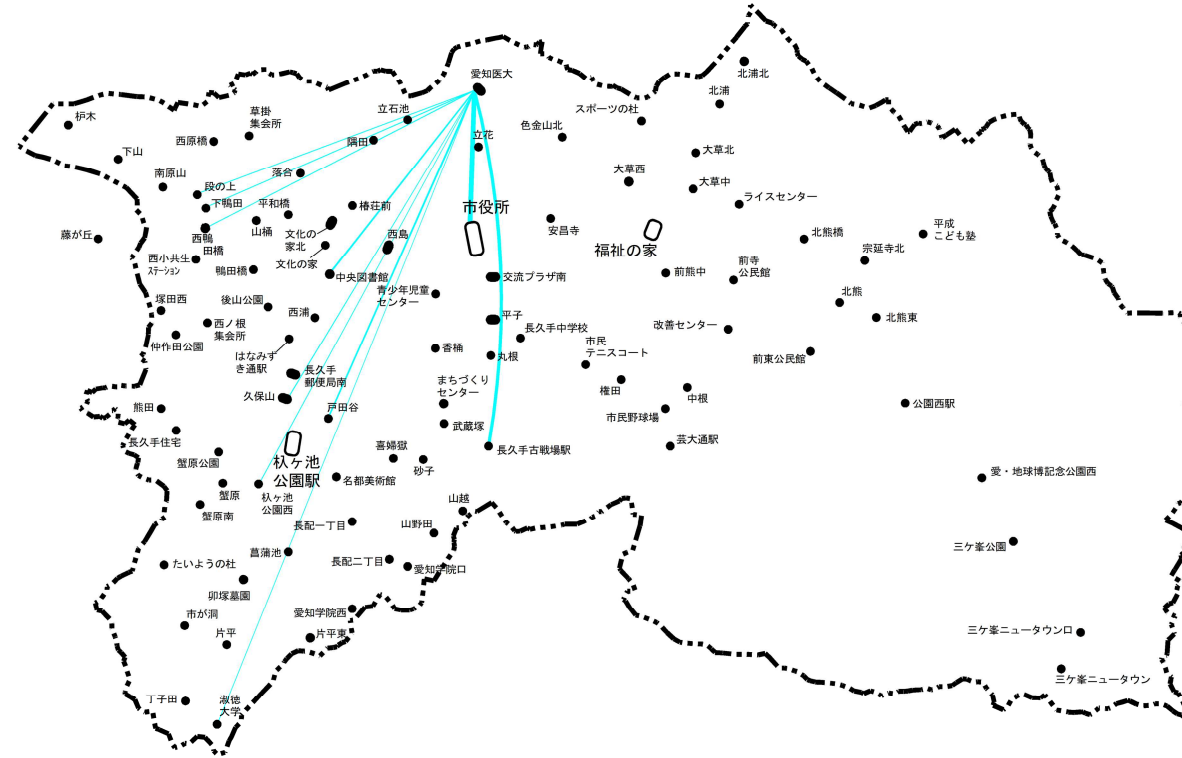 愛知医大
北浦北
北浦
スポーツの杜
立石池
草掛
集会所
枦木
色金山北
立花
隅田
西原橋
下山
大草北
大草西
大草中
ライスセンター
南原山
落合
段の上
下鴨田
平和橋
椿荘前
市役所
安昌寺
福祉の家
平成
こども塾
北熊橋
宗延寺北
藤が丘
西鴨
田橋
山桶
文化の
家北
西島
文化の家
西小共生
ステーション
鴨田橋
中央図書館
交流プラザ南
前熊中
前寺
公民館
青少年児童
センター
北熊
塚田西
後山公園
西浦
平子
北熊東
西ノ根
集会所
仲作田公園
長久手中学校
改善センター
市民
テニスコート
はなみず
き通駅
香桶
丸根
前東公民館
長久手
郵便局南
まちづくり
センター
権田
中根
久保山
戸田谷
熊田
公園西駅
市民野球場
武蔵塚
長久手住宅
喜婦嶽
長久手古戦場駅
芸大通駅
蟹原公園
杁ヶ池
公園駅
砂子
愛・地球博記念公園西
名都美術館
蟹原
杁ヶ池
公園西
山越
蟹原南
長配一丁目
山野田
三ケ峯公園
菖蒲池
長配二丁目
愛知学院口
たいようの杜
卯塚墓園
市が洞
愛知学院西
片平
片平東
三ケ峯ニュータウン口
三ケ峯ニュータウン
丁子田
淑徳
大学